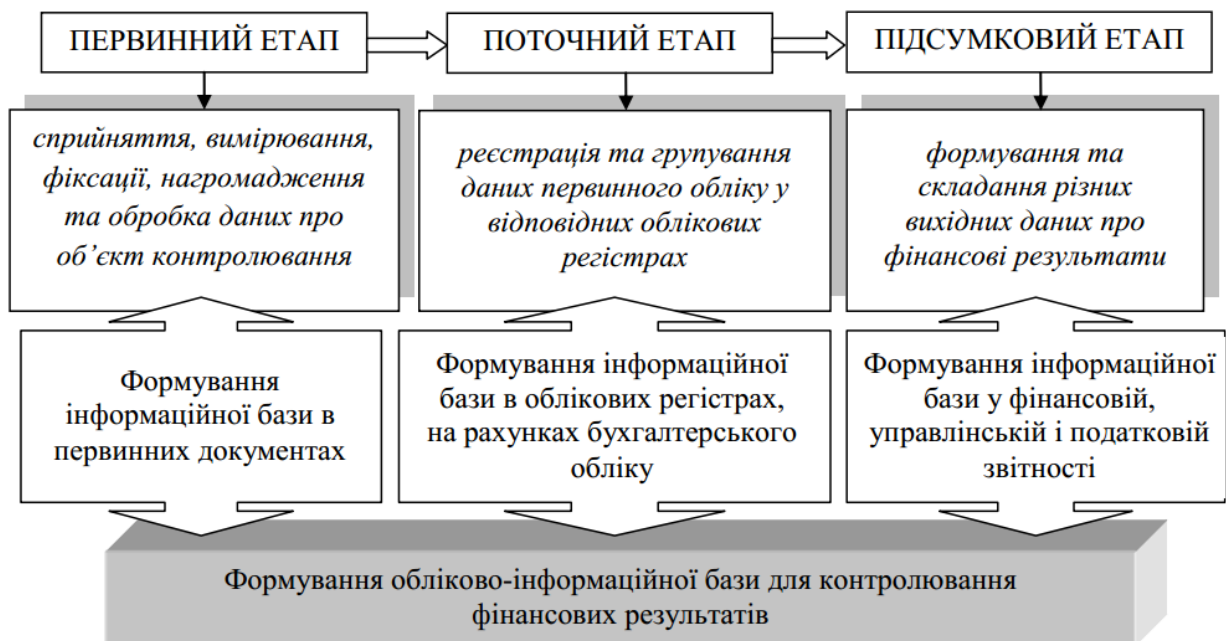 ПЕРВИННИЙ ЕТАП
ПОТОЧНИЙ ЕТАП
ПІДСУМКОВИЙ ЕТАП
сприйняття, вимірювання,
фіксації, нагромадження
та обробка даних про
об’єкт контролювання
реєстрація та групування
даних первинного обліку у
відповідних облікових
регістрах
формування та
складання різних
вихідних даних про
фінансові результати
Формування
інформаційної бази в
первинних документах
Формування інформаційної
бази в облікових регістрах,
на рахунках бухгалтерського
обліку
Формування інформаційної
бази у фінансовій,
управлінській і податковій
звітності
Формування обліково-інформаційної бази для контролювання
фінансових результатів